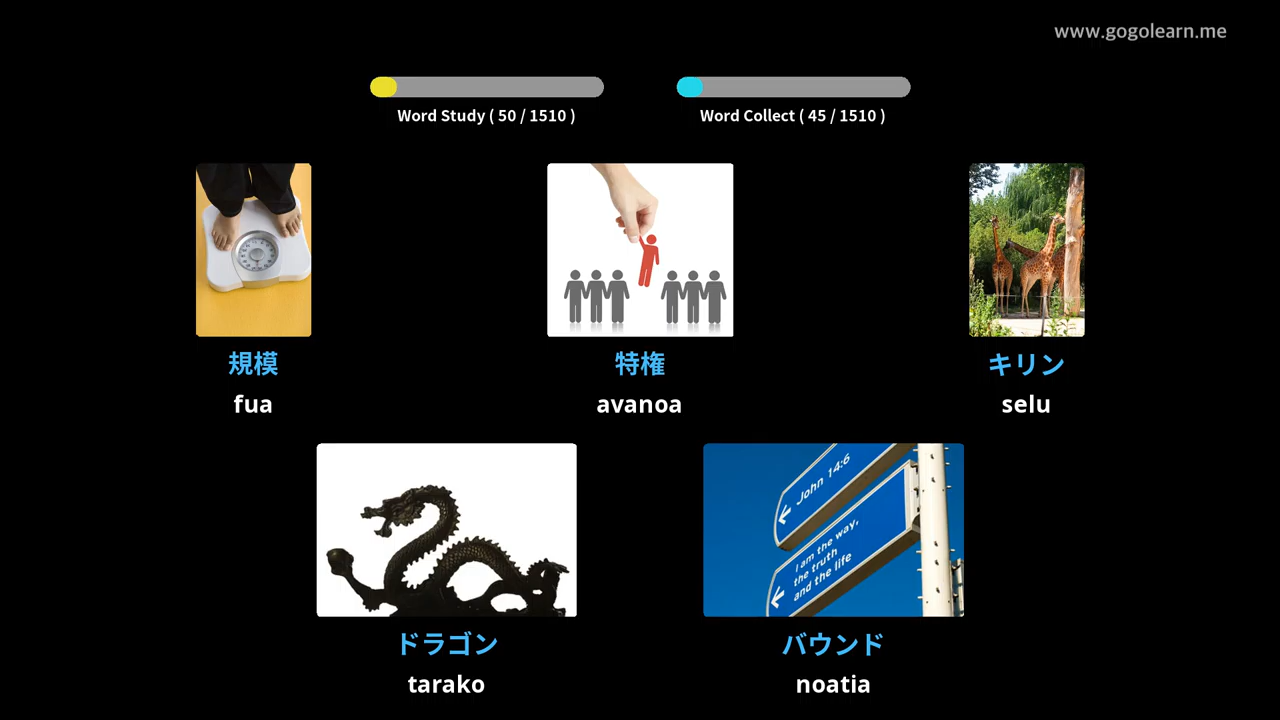 www.gogolearn.me
Word Study ( 50 / 1510 )
Word Collect ( 45 / 1510 )
規模
fua
特権
avanoa
キリン
selu
John 14:6
I am the way,
the truth
and the life
ドラゴン
tarako
バウンド
noatia